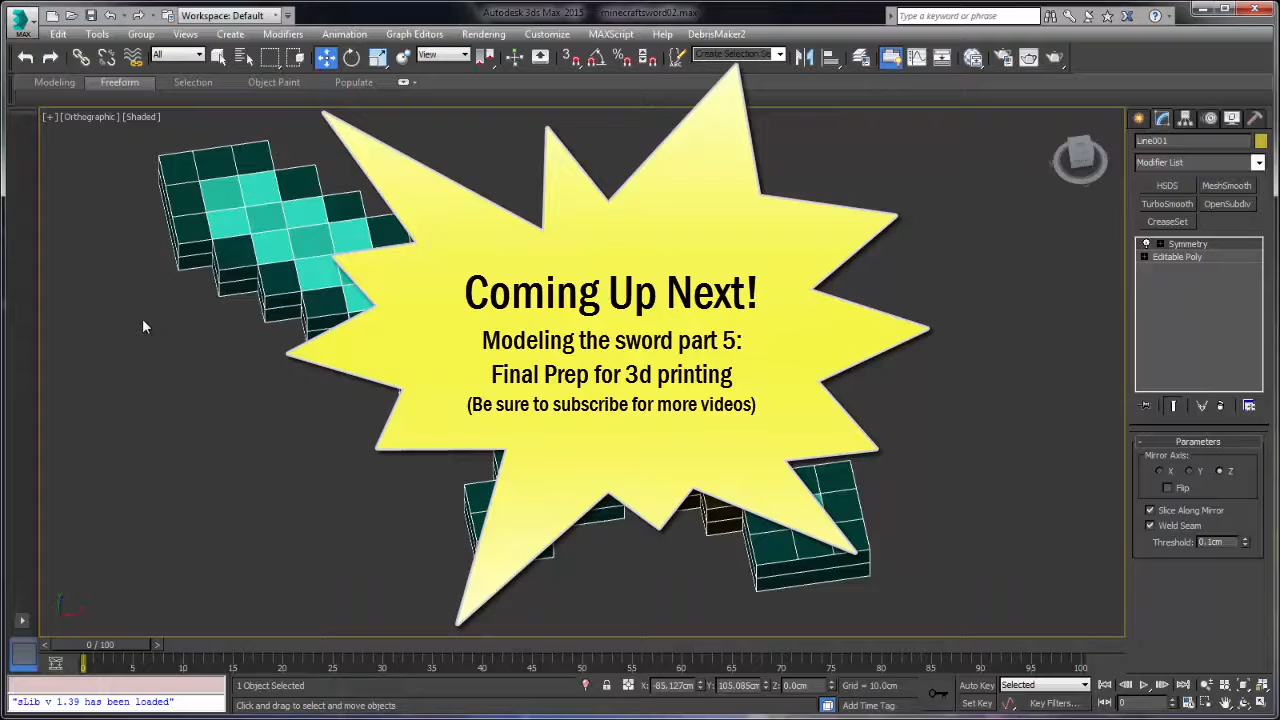 Workspace: Default
Autodesk 3ds Max 2015 minecraftsword02.max
Type a keyword or phrase
MAX
Edit Tools Group Views Create Modifiers Animation Graph Editors Rendering Customize MAXScript Help DebrisMaker2
All
View
Create Selection Se
Modeling Freeform Selection Object Paint Populate
[+] [Orthographic] [Shaded]
Line001
Modifier List
HSDS MeshSmooth
TurboSmooth OpenSubdiv
CreaseSet
Symmetry
Editable Poly
Coming Up Next!
Modeling the sword part 5:
Final Prep for 3d printing
(Be sure to subscribe for more videos)
Parameters
Mirror Axis:
X Y Z
Flip
Slice Along Mirror
Weld Seam
Threshold: 0.1cm
< 0 / 100 >
0 5 10 15 20 25 30 35 40 45 50 55 60 65 70 75 80 85 90 95 100
1 Object Selected
X: -85.127cm Y: 105.085cm Z: 0.0cm Grid = 10.0cm
Auto Key Selected
"sLib v 1.39 has been loaded"
Click and drag to select and move objects
Add Time Tag
Set Key Key Filters... 0